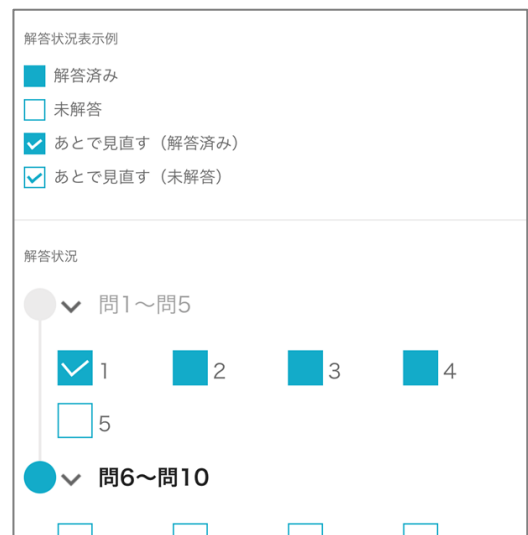 解答状況表示例
解答済み
未解答
あとで見直す（解答済み）
あとで見直す（未解答）
解答状況
問1〜問5
1 2 3 4
5
問6〜問10